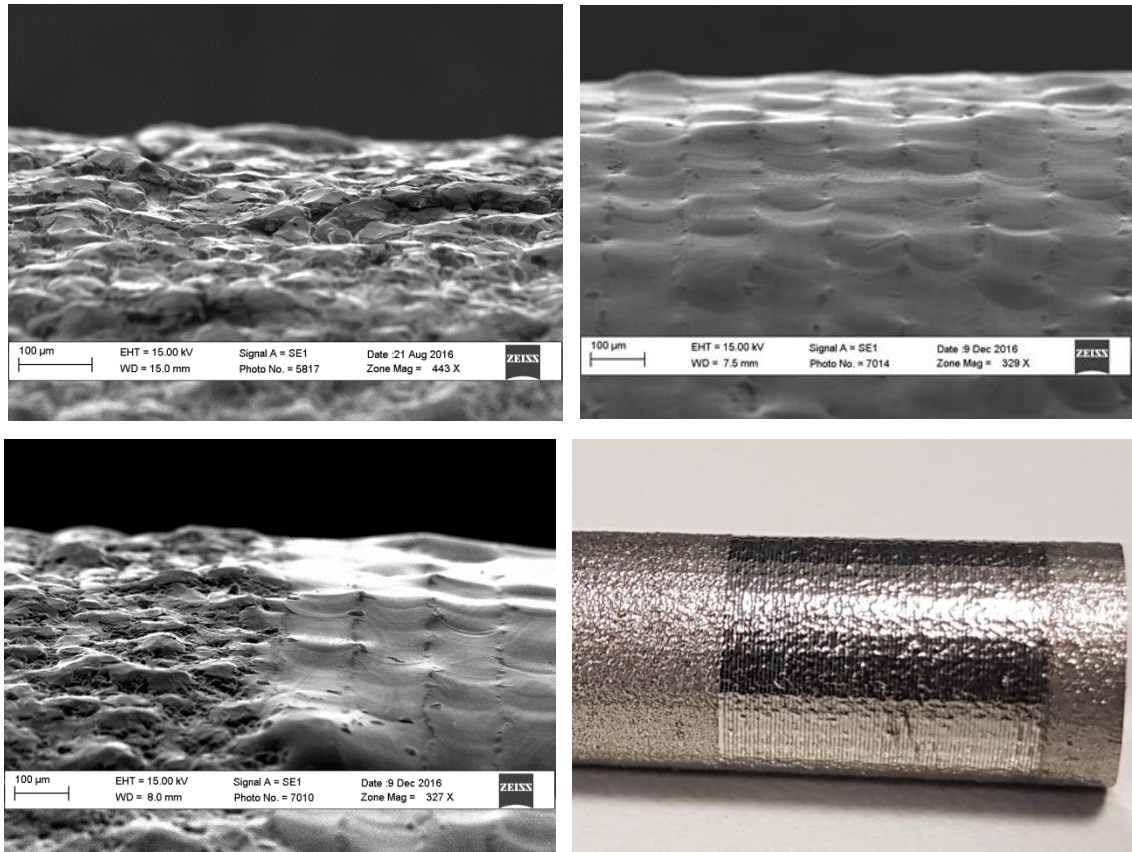 100 µm
EHT = 15.00 kV Signal A = SE1 Date :21 Aug 2016
WD = 15.0 mm Photo No. = 5817 Zone Mag = 443 X
ZEISS
100 µm
EHT = 15.00 kV Signal A = SE1 Date :9 Dec 2016
WD = 7.5 mm Photo No. = 7014 Zone Mag = 329 X
ZEISS
100 µm
EHT = 15.00 kV Signal A = SE1 Date :9 Dec 2016
WD = 8.0 mm Photo No. = 7010 Zone Mag = 327 X
ZEISS